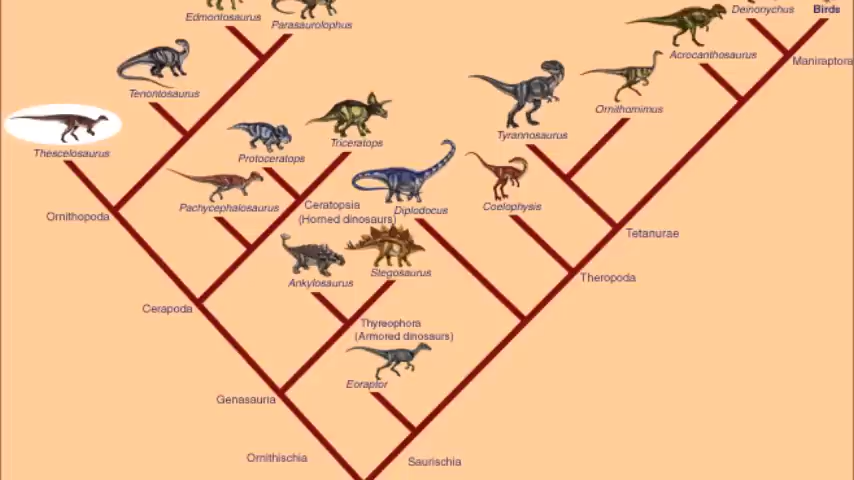 Edmontosaurus
Parasaurolophus
Deinonychus
Birds
Acrocanthosaurus
Maniraptora
Tenontosaurus
Ornithomimus
Tyrannosaurus
Thescelosaurus
Protoceratops
Triceratops
Pachycephalosaurus
Ceratopsia
(Horned dinosaurs)
Diplodocus
Coelophysis
Ornithopoda
Tetanurae
Ankylosaurus
Stegosaurus
Theropoda
Cerapoda
Thyreophora
(Armored dinosaurs)
Eoraptor
Genasauria
Ornithischia
Saurischia